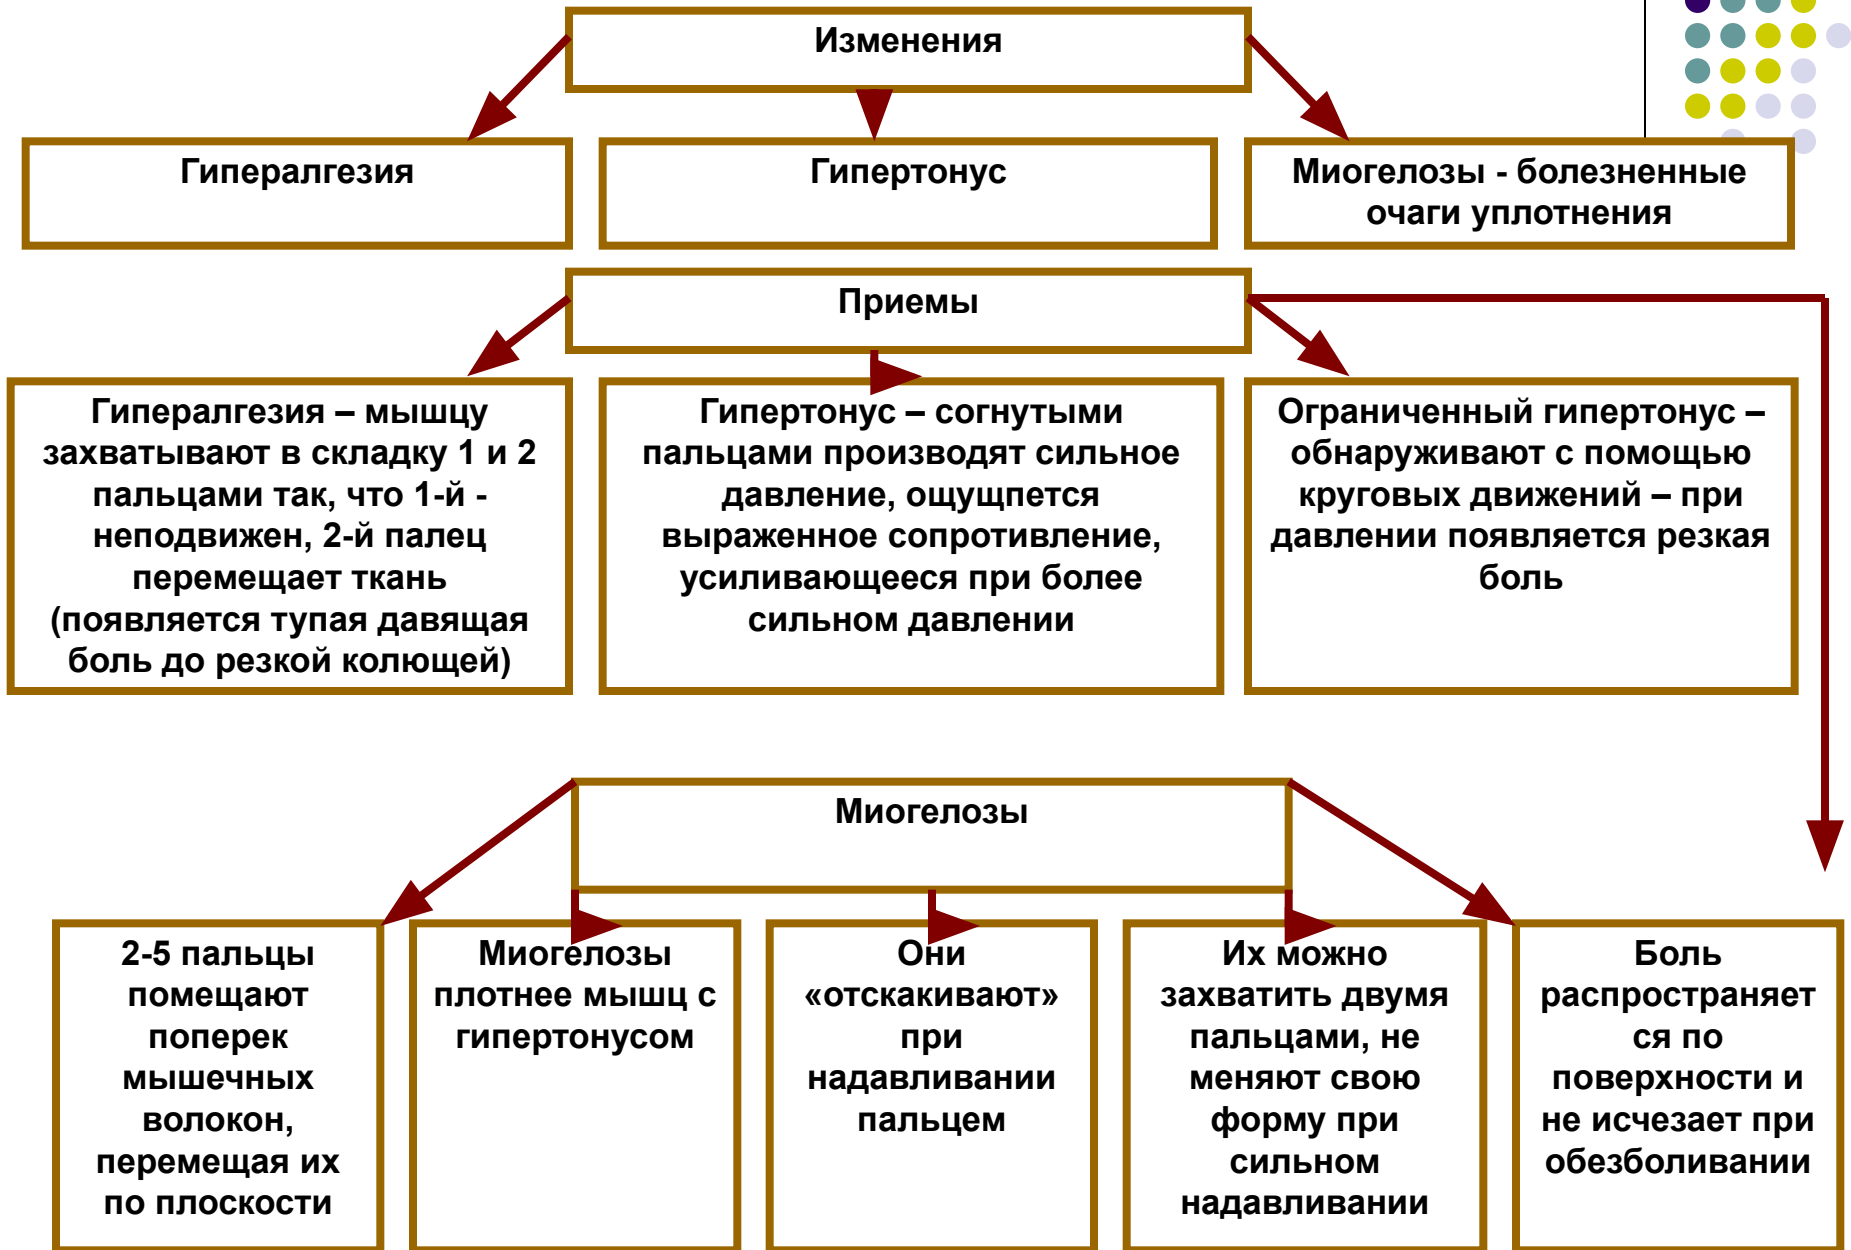 Изменения
Гипералгезия
Гипертонус
Миогелозы - болезненные
очаги уплотнения
Приемы
Гипералгезия – мышцу
захватывают в складку 1 и 2
пальцами так, что 1-й -
неподвижен, 2-й палец
перемещает ткань
(появляется тупая давящая
боль до резкой колющей)
Гипертонус – согнутыми
пальцами производят сильное
давление, ощущпется
выраженное сопротивление,
усиливающееся при более
сильном давлении
Ограниченный гипертонус –
обнаруживают с помощью
круговых движений – при
давлении появляется резкая
боль
Миогелозы
2-5 пальцы
помещают
поперек
мышечных
волокон,
перемещая их
по плоскости
Миогелозы
плотнее мышц с
гипертонусом
Они
«отскакивают»
при
надавливании
пальцем
Их можно
захватить двумя
пальцами, не
меняют свою
форму при
сильном
надавливании
Боль
распространяет
ся по
поверхности и
не исчезает при
обезболивании